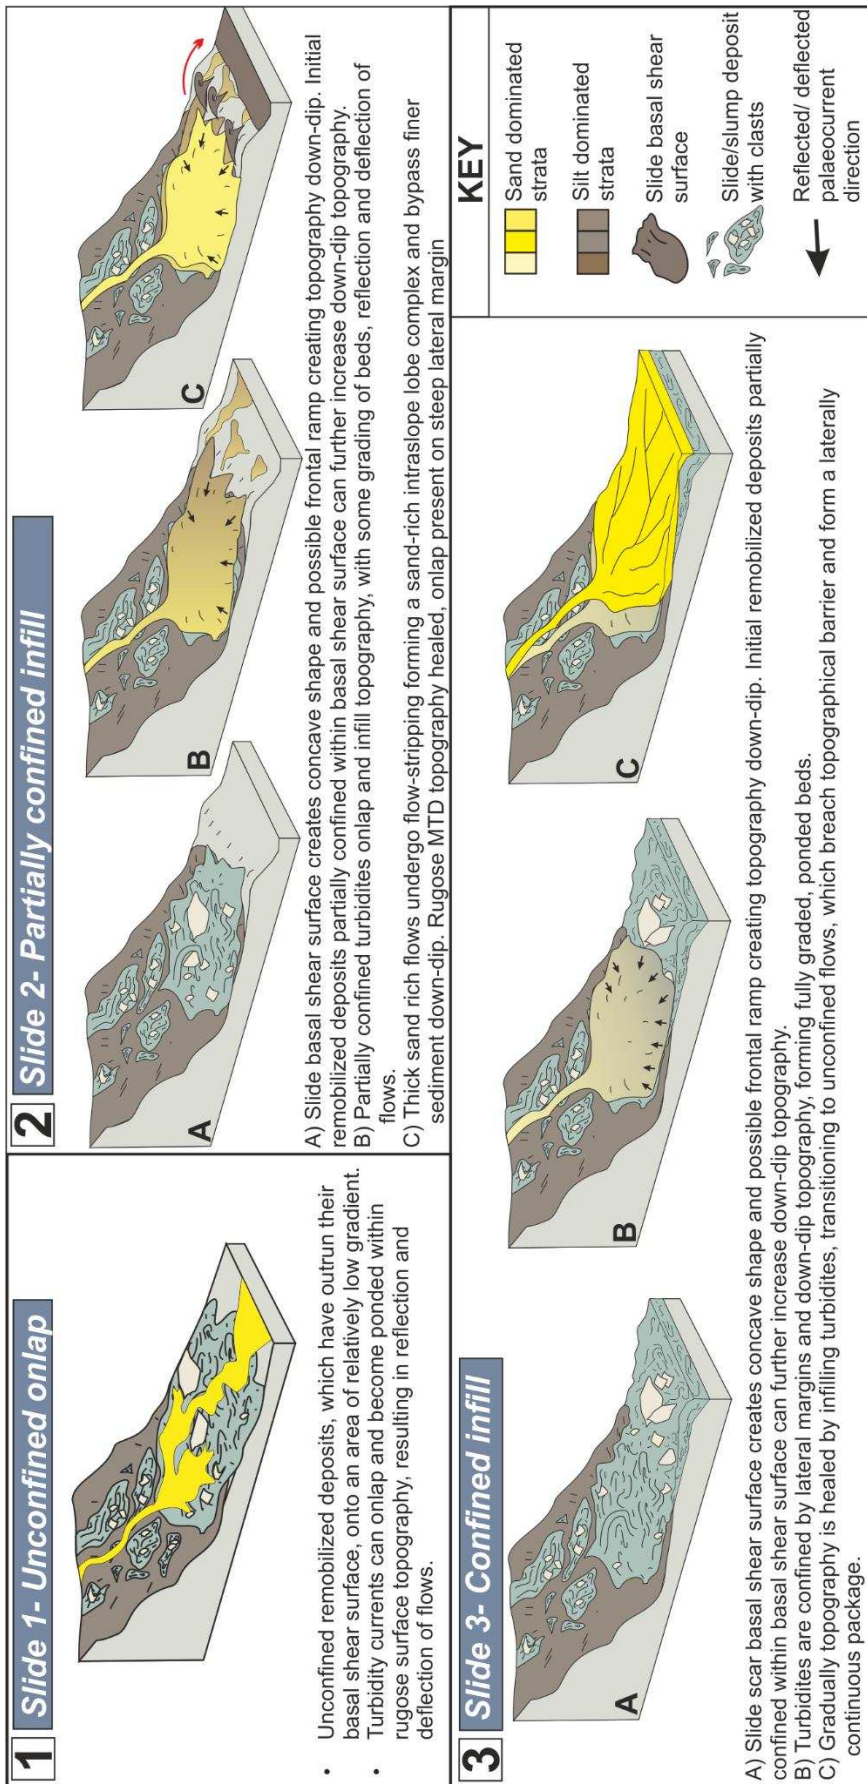 1
Slide 1- Unconfined onlap
• Unconfined remobilized deposits, which have outrun their
basal shear surface, onto an area of relatively low gradient.
• Turbidity currents can onlap and become ponded within
rugose surface topography, resulting in reflection and
deflection of flows.
2
Slide 2- Partially confined infill
A
B
C
A) Slide basal shear surface creates concave shape and possible frontal ramp creating topography down-dip. Initial
remobilized deposits partially confined within basal shear surface can further increase down-dip topography.
B) Partially confined turbidites onlap and infill topography, with some grading of beds, reflection and deflection of
flows.
C) Thick sand rich flows undergo flow-stripping forming a sand-rich intraslope lobe complex and bypass finer
sediment down-dip. Rugose MTD topography healed, onlap present on steep lateral margin
3
Slide 3- Confined infill
A
B
C
A) Slide scar basal shear surface creates concave shape and possible frontal ramp creating topography down-dip. Initial remobilized deposits partially
confined within basal shear surface can further increase down-dip topography.
B) Turbidites are confined by lateral margins and down-dip topography, forming fully graded, ponded beds.
C) Gradually topography is healed by infilling turbidites, transitioning to unconfined flows, which breach topographical barrier and form a laterally
continuous package.
KEY
Sand dominated
strata
Silt dominated
strata
Slide basal shear
surface
Slide/slump deposit
with clasts
Reflected/ deflected
palaeocurrent
direction